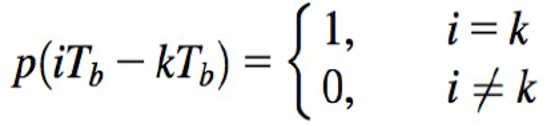 p(iT_b − kT_b) = { 1, i = k
0, i ≠ k